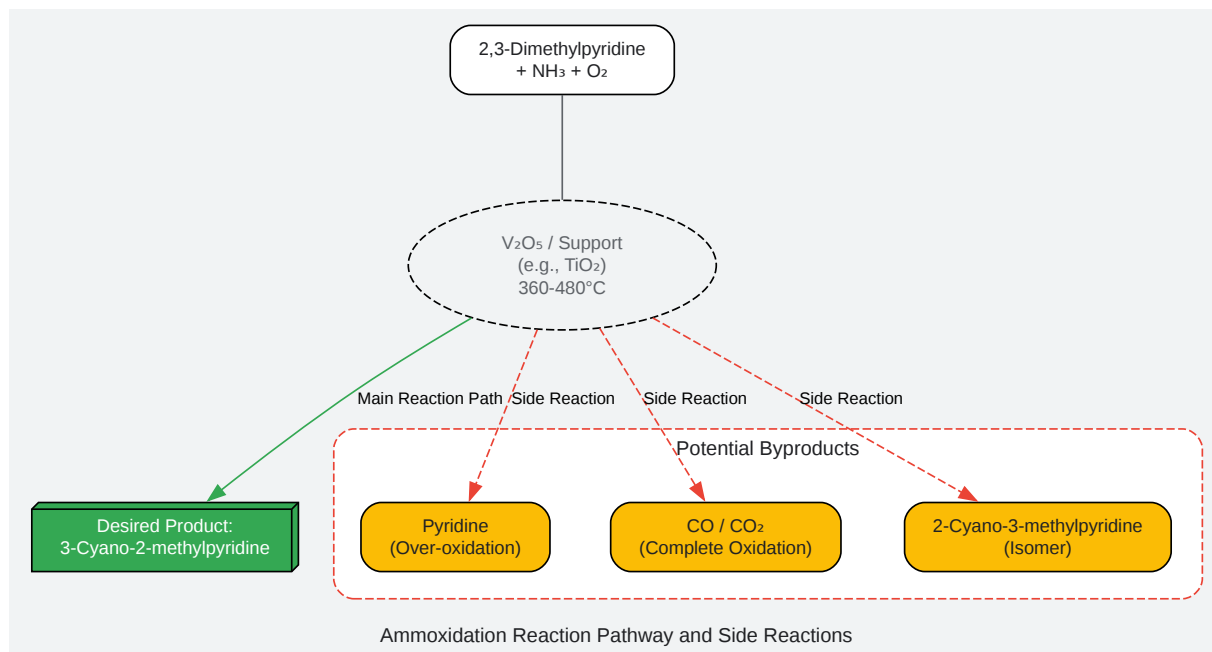 2,3-Dimethylpyridine
+ NH₃ + O₂
V₂O₅ / Support
(e.g., TiO₂)
360-480°C
Main Reaction Path
Side Reaction
Side Reaction
Side Reaction
Potential Byproducts
Desired Product:
3-Cyano-2-methylpyridine
Pyridine
(Over-oxidation)
CO / CO₂
(Complete Oxidation)
2-Cyano-3-methylpyridine
(Isomer)
Ammoxidation Reaction Pathway and Side Reactions